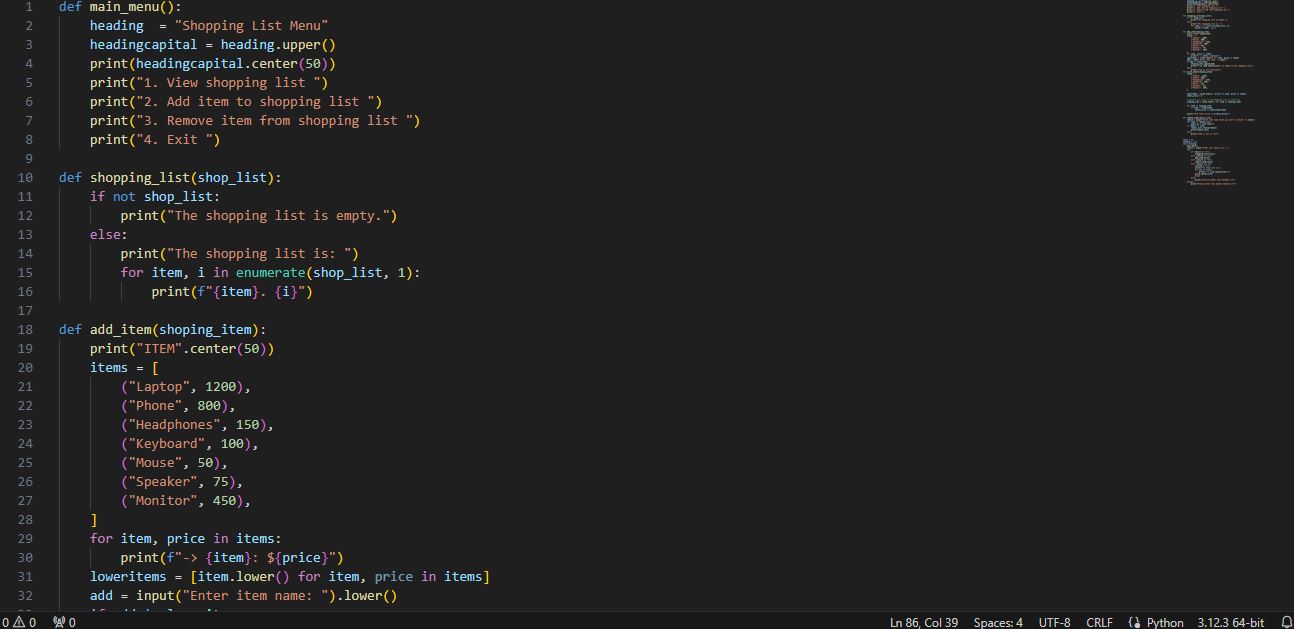 1 def main_menu():
2     heading  = "Shopping List Menu"
3     headingcapital = heading.upper()
4     print(headingcapital.center(50))
5     print("1. View shopping list ")
6     print("2. Add item to shopping list ")
7     print("3. Remove item from shopping list ")
8     print("4. Exit ")
9
10 def shopping_list(shop_list):
11     if not shop_list:
12         print("The shopping list is empty.")
13     else:
14         print("The shopping list is: ")
15         for item, i in enumerate(shop_list, 1):
16             print(f"{item}. {i}")
17
18 def add_item(shoping_item):
19     print("ITEM".center(50))
20     items = [
21         ("Laptop", 1200),
22         ("Phone", 800),
23         ("Headphones", 150),
24         ("Keyboard", 100),
25         ("Mouse", 50),
26         ("Speaker", 75),
27         ("Monitor", 450),
28     ]
29     for item, price in items:
30         print(f"-> {item}: ${price}")
31     loweritems = [item.lower() for item, price in items]
32     add = input("Enter item name: ").lower()
0 0 0 Ln 86, Col 39 Spaces: 4 UTF-8 CRLF Python 3.12.3 64-bit